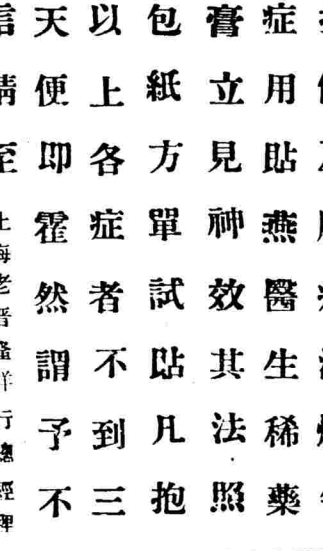 症用貼燕醫生稀藥
膏立見神效其法照
包紙方單試貼凡抱
以上各症者不到三
天便即霍然謂予不
信請至
上海老晋隆洋行總經理